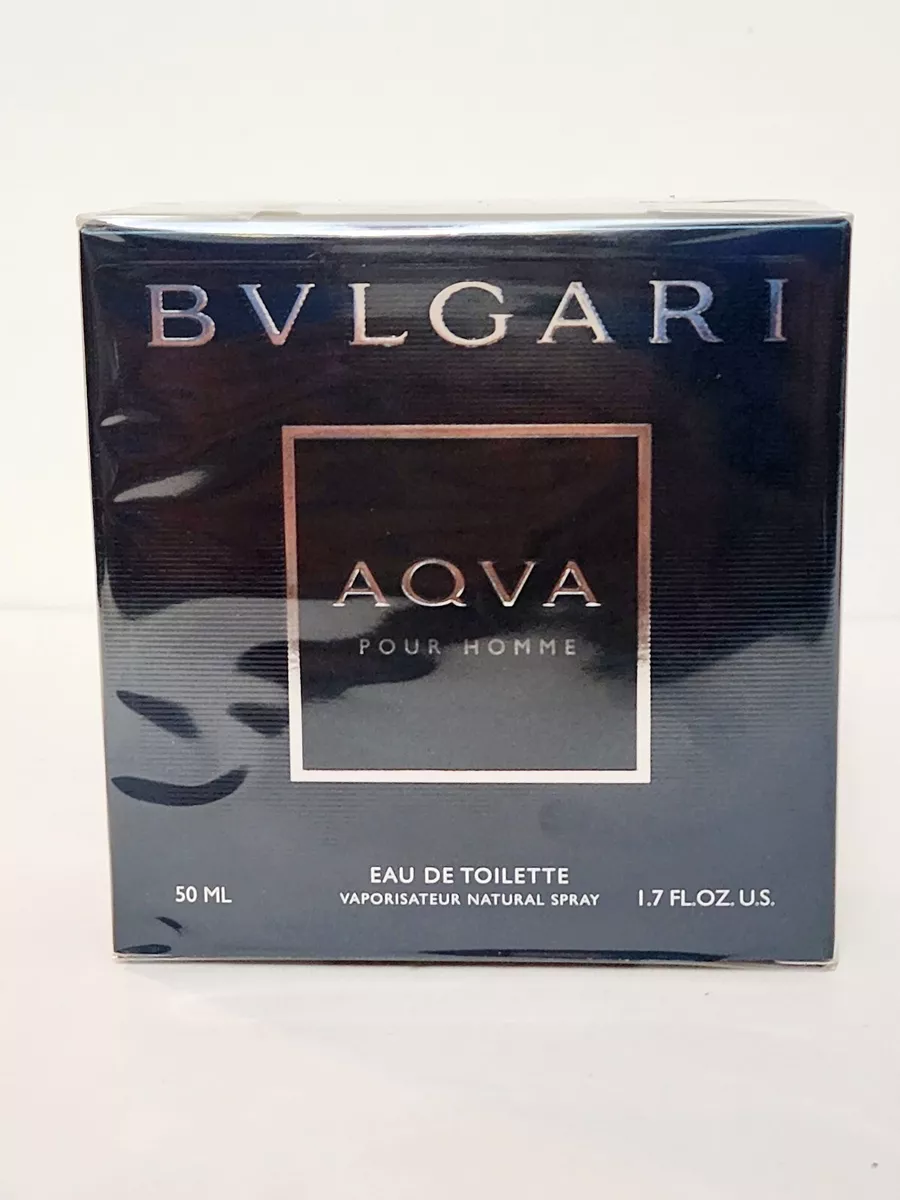 BVLGARI
AQVA
POUR HOMME
EAU DE TOILETTE
50 ML VAPORISATEUR NATURAL SPRAY 1.7 FL.OZ. U.S.